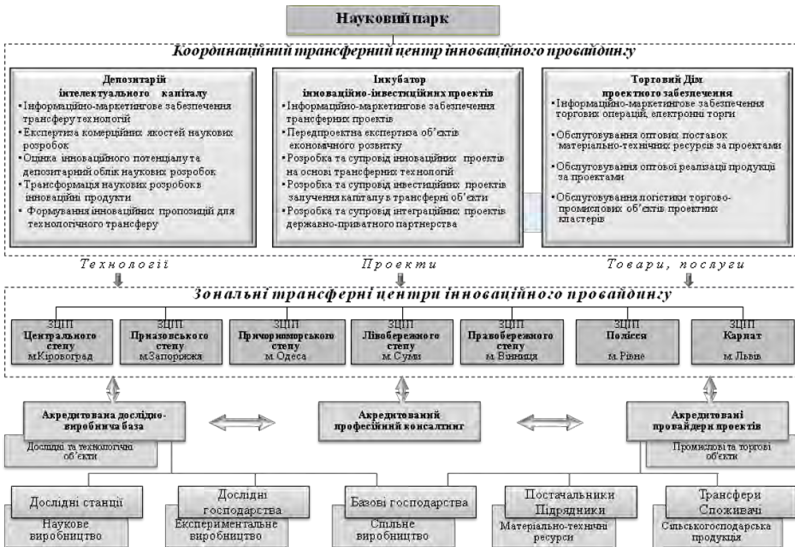 Науковий парк
Координаційний трансферний центр інноваційного провайдингу
Депозитарій
інтелектуального капіталу
•Інформаційно-маркетингове забезпечення
трансферу технологій
•Експертиза комерційних якостей наукових
розробок
•Оцінка інноваційного потенціалу та
депозитарний облік наукових розробок
•Трансформація наукових розробок в
інноваційні продукти
• Формування інноваційних пропозицій для
технологічного трансферу
Інкубатор
інноваційно-інвестиційних проектів
•Інформаційно-маркетингове забезпечення
трансферних проектів
•Передпроектна експертиза об’єктів
економічного розвитку
•Розробка та супровід інноваційних проектів
на основі трансферних технологій
•Розробка та супровід інвестиційних проектів
залучення капіталу в трансферні об’єкти
•Розробка та супровід інтеграційних проектів
державно-приватного партнерства
Торговий Дім
проектного забезпечення
•Інформаційно-маркетингове забезпечення
торгових операцій, електронні торги
•Обслуговування оптових поставок
матеріально-технічних ресурсів за проектами
•Обслуговування оптової реалізації продукції
за проектами
•Обслуговування логістики торгово-
промислових об’єктів проектних
кластерів
Технології
Проекти
Товари, послуги
Зональні трансферні центри інноваційного провайдингу
ЗЦІП
Центрального
степу
м.Кіровоград
ЗЦІП
Приазовського
степу
м.Запоріжжя
ЗЦІП
Причорноморського
степу
м. Одеса
ЗЦІП
Лівобережного
степу
м. Суми
ЗЦІП
Правобережного
степу
м. Вінниця
ЗЦІП
Полісся
м. Рівне
ЗЦІП
Карпат
м. Львів
Акредитована дослідно-
виробнича база
Дослідні та технологічні
об’єкти
Акредитований
професійний консалтинг
Акредитовані
провайдери проектів
Промислові та торгові
об’єкти
Дослідні станції
Наукове
виробництво
Дослідні
господарства
Експериментальне
виробництво
Базові господарства
Спільне
виробництво
Постачальники
Підрядники
Матеріально-технічні
ресурси
Трансфери
Споживачі
Сільськогосподарська
продукція